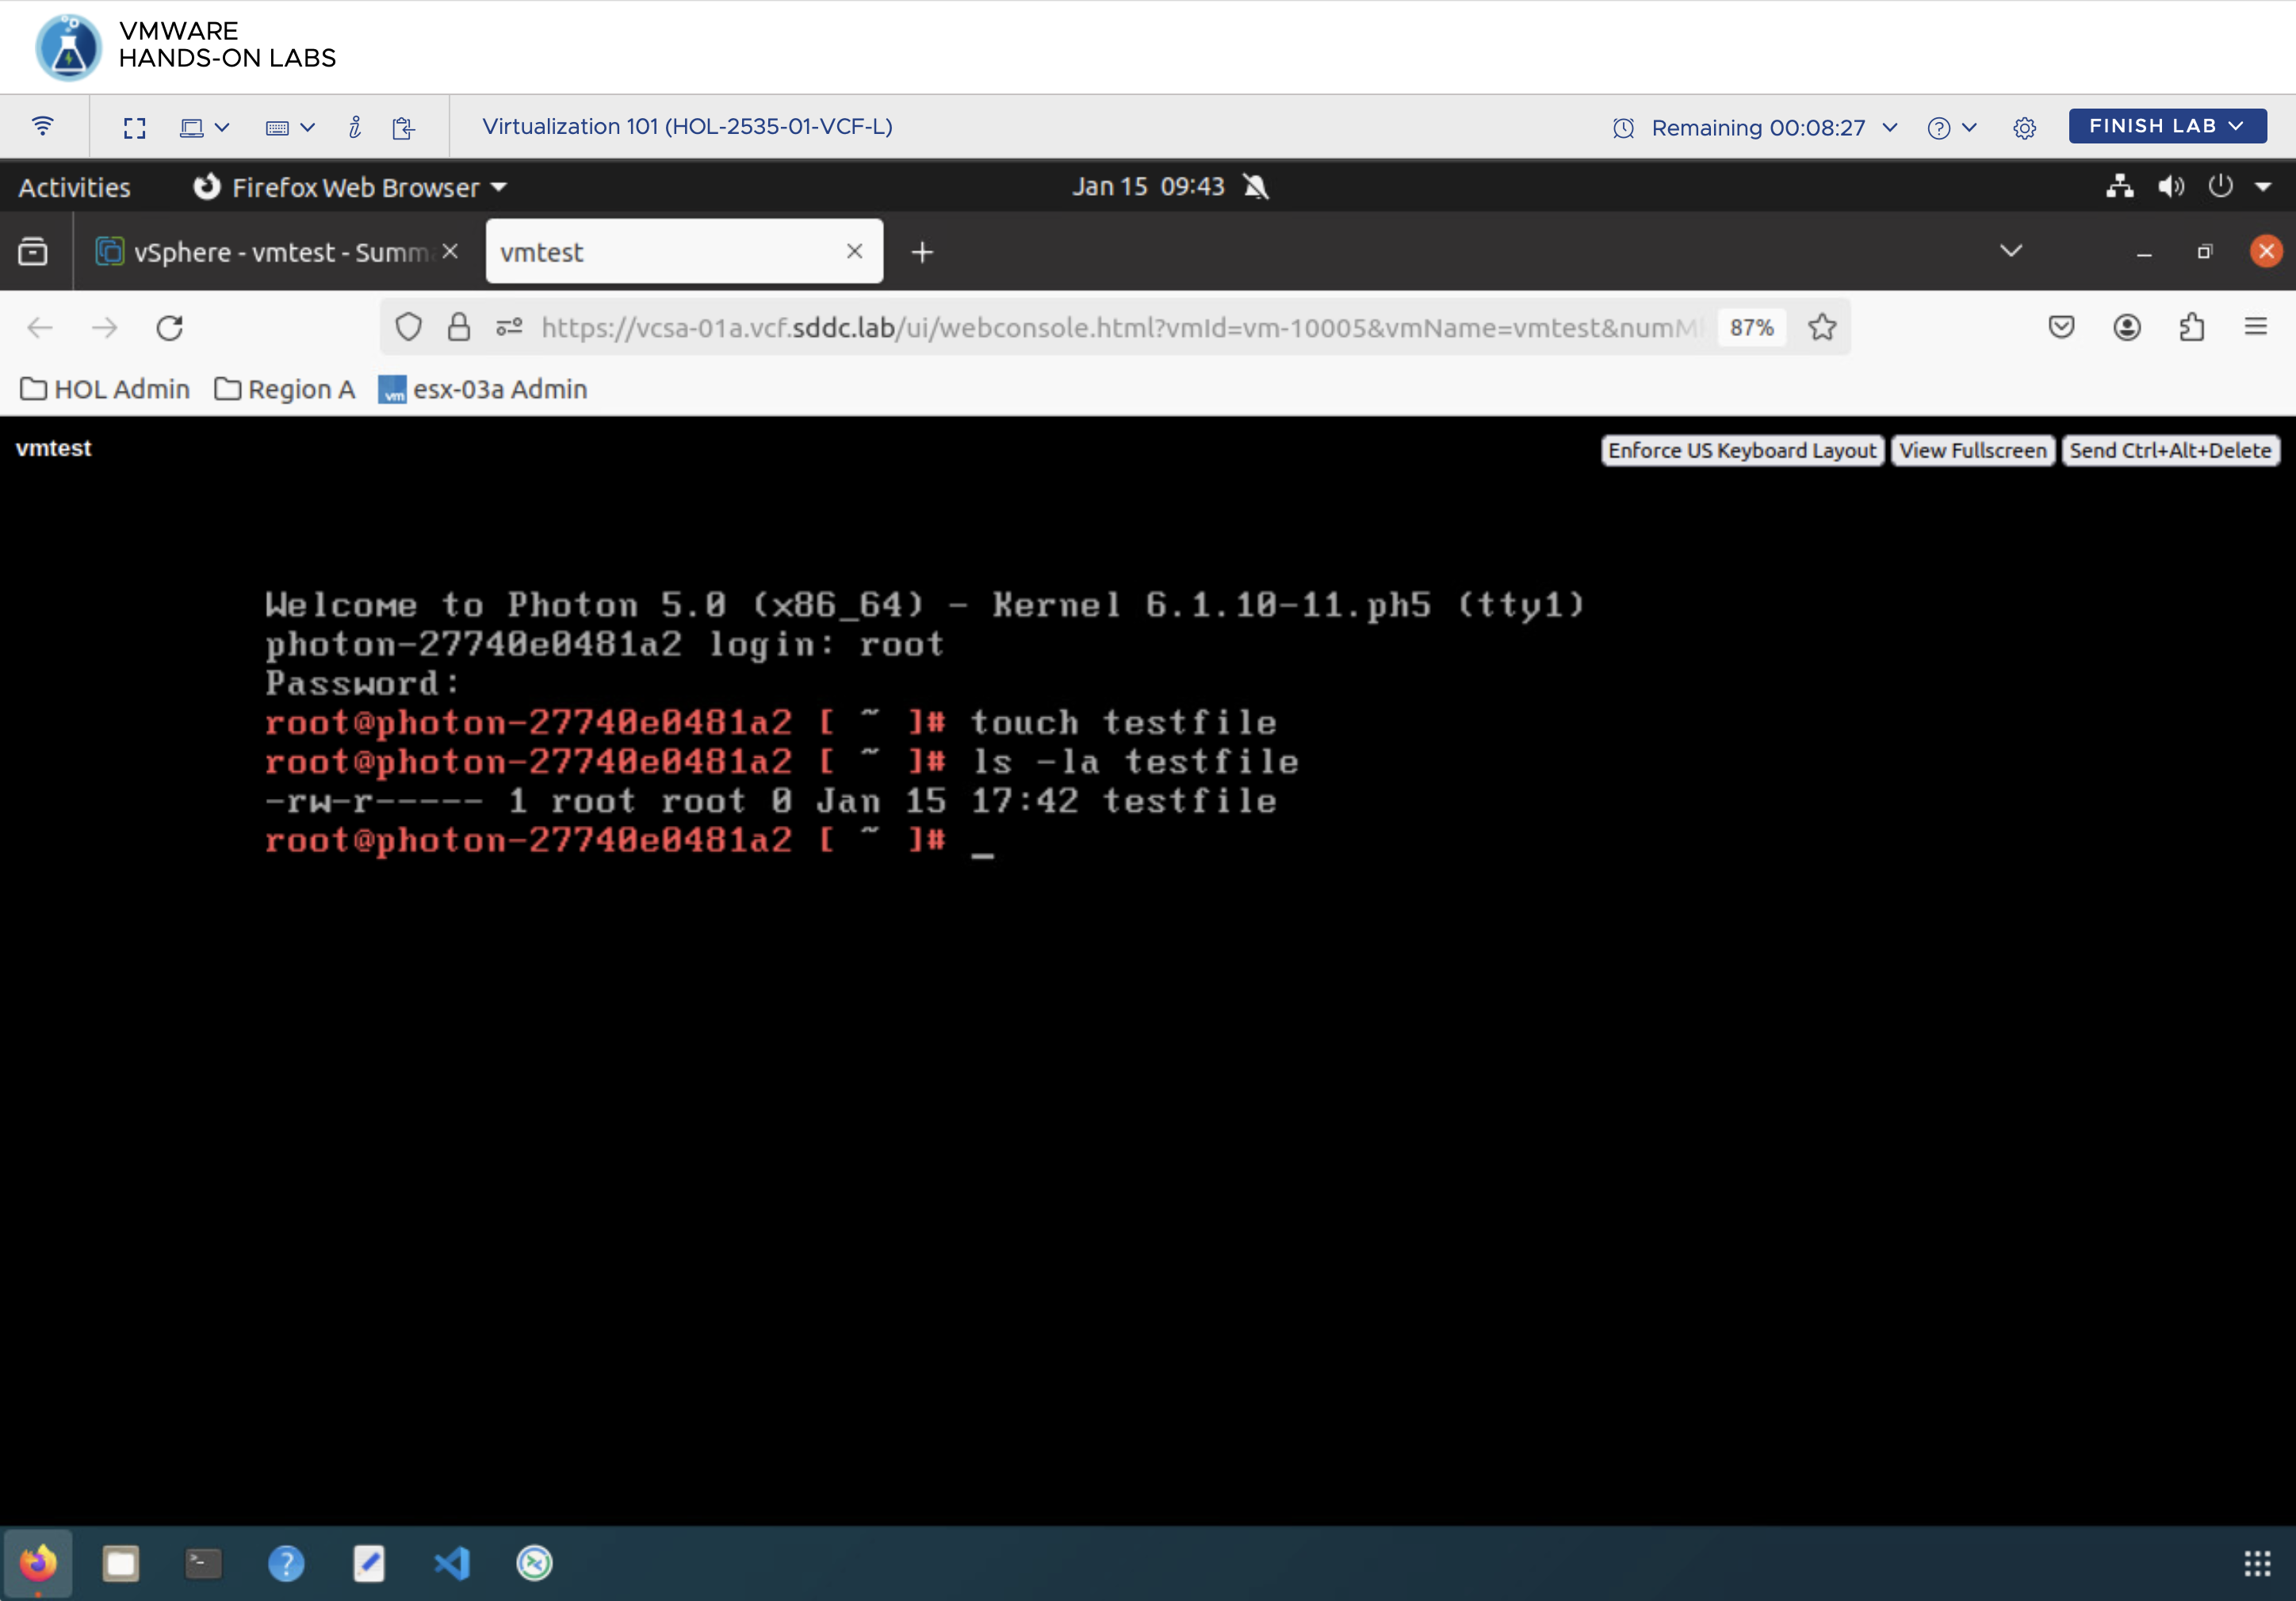 VMWARE
HANDS-ON LABS
Virtualization 101 (HOL-2535-01-VCF-L)
Remaining 00:08:27
FINISH LAB
Activities
Firefox Web Browser
Jan 15 09:43
vSphere - vmtest - Summ
vmtest
https://vcsa-01a.vcf.sddc.lab/ui/webconsole.html?vmId=vm-10005&vmName=vmtest&numM
87%
HOL Admin
Region A
vm
esx-03a Admin
vmtest
Enforce US Keyboard Layout
View Fullscreen
Send Ctrl+Alt+Delete
Welcome to Photon 5.0 (x86_64) - Kernel 6.1.10-11.ph5 (tty1)
photon-27740e0481a2 login: root
Password:
root@photon-27740e0481a2 [ ~ ]# touch testfile
root@photon-27740e0481a2 [ ~ ]# ls -la testfile
-rw-r----- 1 root root 0 Jan 15 17:42 testfile
root@photon-27740e0481a2 [ ~ ]# _